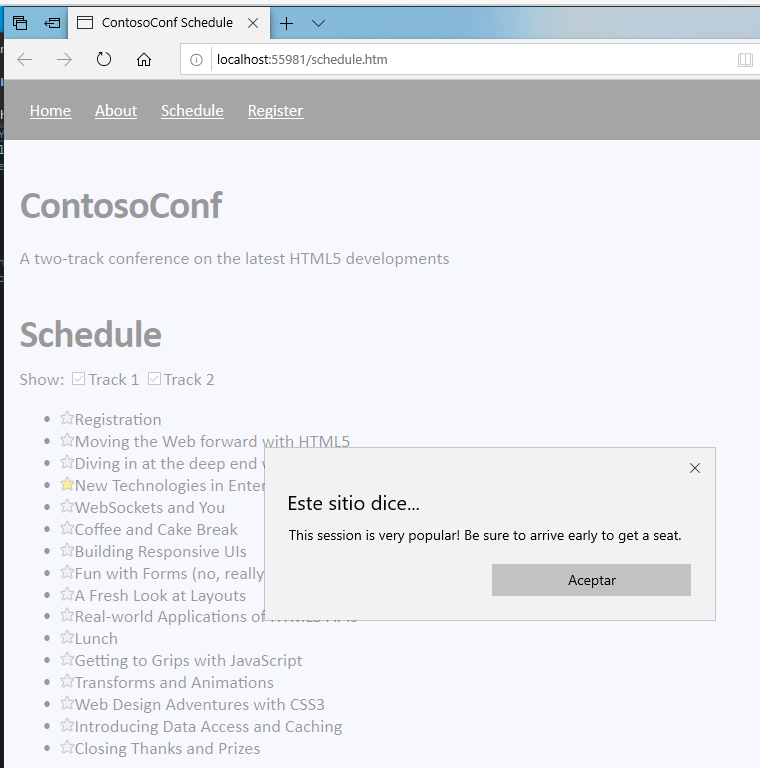 ContosoConf Schedule
localhost:55981/schedule.htm
Home About Schedule Register
ContosoConf
A two-track conference on the latest HTML5 developments
Schedule
Show: Track 1 Track 2
Registration
Moving the Web forward with HTML5
Diving in at the deep end
New Technologies in Enter
WebSockets and You
Coffee and Cake Break
Building Responsive UIs
Fun with Forms (no, really
A Fresh Look at Layouts
Real-world Applications of HTML5 APIs
Lunch
Getting to Grips with JavaScript
Transforms and Animations
Web Design Adventures with CSS3
Introducing Data Access and Caching
Closing Thanks and Prizes
Este sitio dice...
This session is very popular! Be sure to arrive early to get a seat.
Aceptar